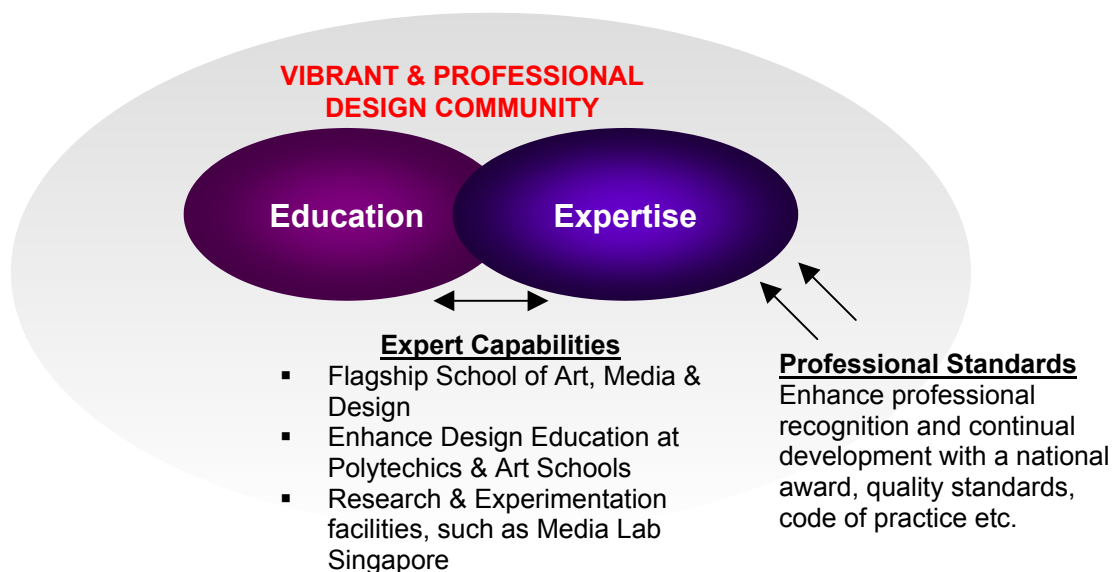 VIBRANT & PROFESSIONAL
DESIGN COMMUNITY
Education
Expertise
Expert Capabilities
▪ Flagship School of Art, Media &
Design
▪ Enhance Design Education at
Polytechics & Art Schools
▪ Research & Experimentation
facilities, such as Media Lab
Singapore
Professional Standards
Enhance professional
recognition and continual
development with a national
award, quality standards,
code of practice etc.